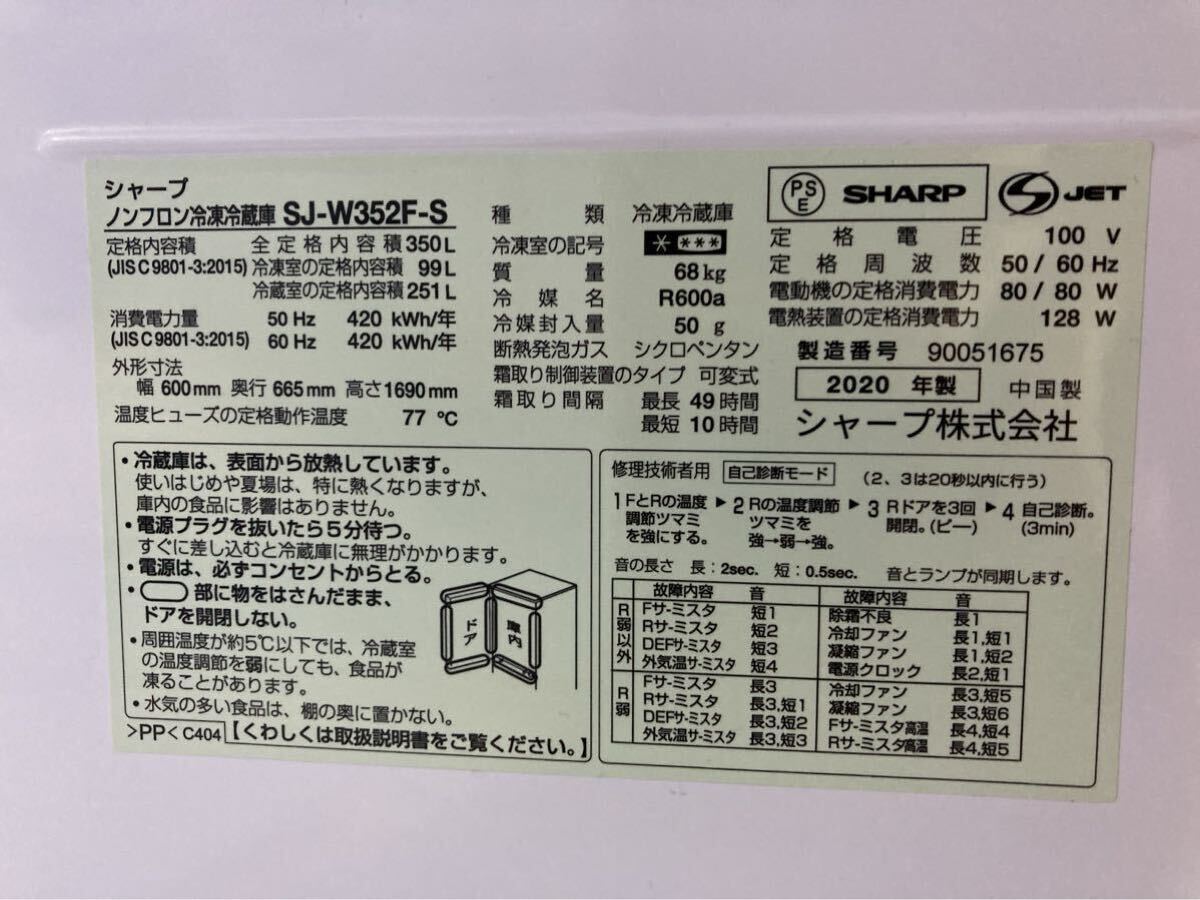 シャープ
ノンフロン冷凍冷蔵庫 SJ-W352F-S
定格内容積 全定格内容積 350 L
(JIS C 9801-3:2015) 冷凍室の定格内容積 99 L
冷蔵室の定格内容積 251 L
消費電力量 50 Hz 420 kWh/年
(JIS C 9801-3:2015) 60 Hz 420 kWh/年
外形寸法
幅 600 mm 奥行 665 mm 高さ 1690 mm
温度ヒューズの定格動作温度 77 ℃
種類 冷凍冷蔵庫
冷凍室の記号 * ***
質量 68 kg
冷媒名 R600a
冷媒封入量 50 g
断熱発泡ガス シクロペンタン
霜取り制御装置のタイプ 可変式
霜取り間隔 最長 49 時間
最短 10 時間
PSE SHARP JET
定格電圧 100 V
定格周波数 50 / 60 Hz
電動機の定格消費電力 80 / 80 W
電熱装置の定格消費電力 128 W
製造番号 90051675
2020 年製 中国製
シャープ株式会社
・冷蔵庫は、表面から放熱しています。
使いはじめや夏場は、特に熱くなりますが、
庫内の食品に影響はありません。
・電源プラグを抜いたら5分待つ。
すぐに差し込むと冷蔵庫に無理がかかります。
・電源は、必ずコンセントからとる。
・ 部に物をはさんだまま、
ドアを開閉しない。
・周囲温度が約5℃以下では、冷蔵室
の温度調節を弱にしても、食品が
凍ることがあります。
・水気の多い食品は、棚の奥に置かない。
ドア
庫内
>PP< C404 【くわしくは取扱説明書をご覧ください。】
修理技術者用 自己診断モード (2、3は20秒以内に行う)
1 FとRの温度調節ツマミを強にする。 ▶ 2 Rの温度調節ツマミを強→弱→強。 ▶ 3 Rドアを3回開閉。(ピー) ▶ 4 自己診断。(3min)
音の長さ 長:2sec. 短:0.5sec. 音とランプが同期します。
故障内容 音 故障内容 音
R弱以外 Fサ-ミスタ 短1 除霜不良 長1
Rサ-ミスタ 短2 冷却ファン 長1,短1
DEFサ-ミスタ 短3 凝縮ファン 長1,短2
外気温サ-ミスタ 短4 電源クロック 長2,短1
R弱 Fサ-ミスタ 長3 冷却ファン 長3,短5
Rサ-ミスタ 長3,短1 凝縮ファン 長3,短6
DEFサ-ミスタ 長3,短2 Fサ-ミスタ高温 長4,短4
外気温サ-ミスタ 長3,短3 Rサ-ミスタ高温 長4,短5